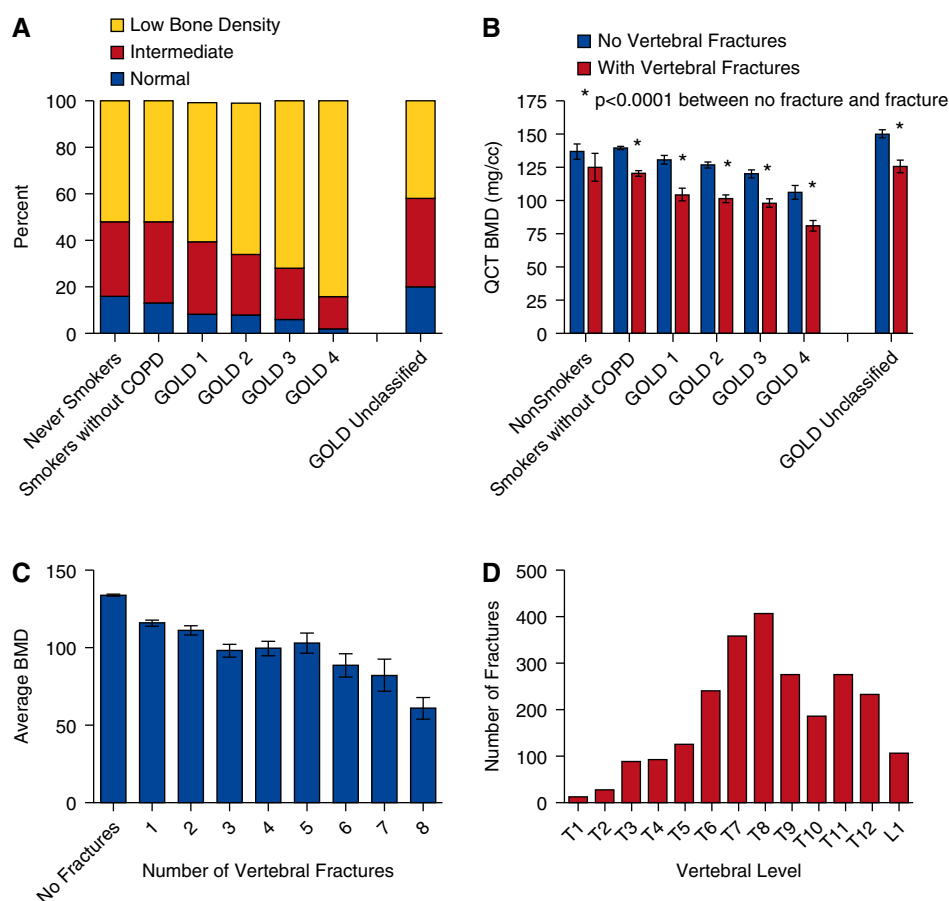 A
Low Bone Density
Intermediate
Normal
100
80
60
40
20
0
Percent
Never Smokers
Smokers without COPD
GOLD 1
GOLD 2
GOLD 3
GOLD 4
GOLD Unclassified
B
No Vertebral Fractures
With Vertebral Fractures
* p<0.0001 between no fracture and fracture
175
150
125
100
75
50
25
0
QCT BMD (mg/cc)
*
*
*
*
*
*
NonSmokers
Smokers without COPD
GOLD 1
GOLD 2
GOLD 3
GOLD 4
GOLD Unclassified
C
150
100
50
0
Average BMD
No Fractures
1
2
3
4
5
6
7
8
Number of Vertebral Fractures
D
500
400
300
200
100
0
Number of Fractures
T1
T2
T3
T4
T5
T6
T7
T8
T9
T10
T11
T12
L1
Vertebral Level